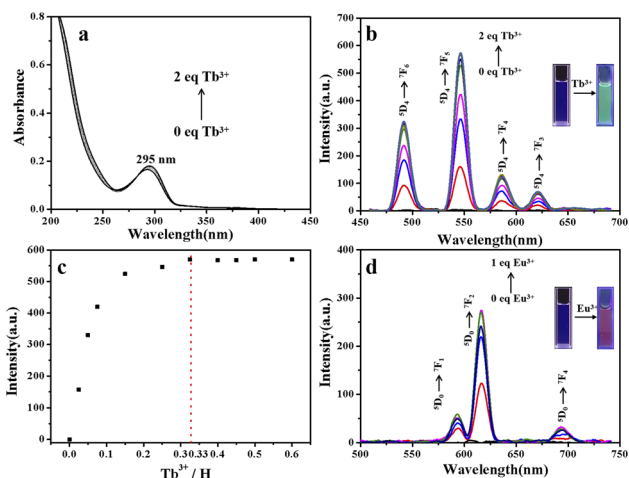 a
2 eq Tb³⁺
0 eq Tb³⁺
295 nm
Absorbance
0.8
0.6
0.4
0.2
0.0
200 250 300 350 400 450
Wavelength(nm)
b
2 eq Tb³⁺
0 eq Tb³⁺
Tb³⁺
⁵D₄ ⁷F₆
⁵D₄ ⁷F₅
⁵D₄ ⁷F₄
⁵D₄ ⁷F₃
Intensity(a.u.)
700
600
500
400
300
200
100
0
450 500 550 600 650 700
Wavelength(nm)
c
Intensity(a.u.)
600
500
400
300
200
100
0
0.0 0.1 0.2 0.3 0.33 0.4 0.5 0.6
Tb³⁺ / H
d
1 eq Eu³⁺
0 eq Eu³⁺
Eu³⁺
⁵D₀ ⁷F₁
⁵D₀ ⁷F₂
⁵D₀ ⁷F₄
Intensity(a.u.)
400
300
200
100
0
500 550 600 650 700 750
Wavelength(nm)